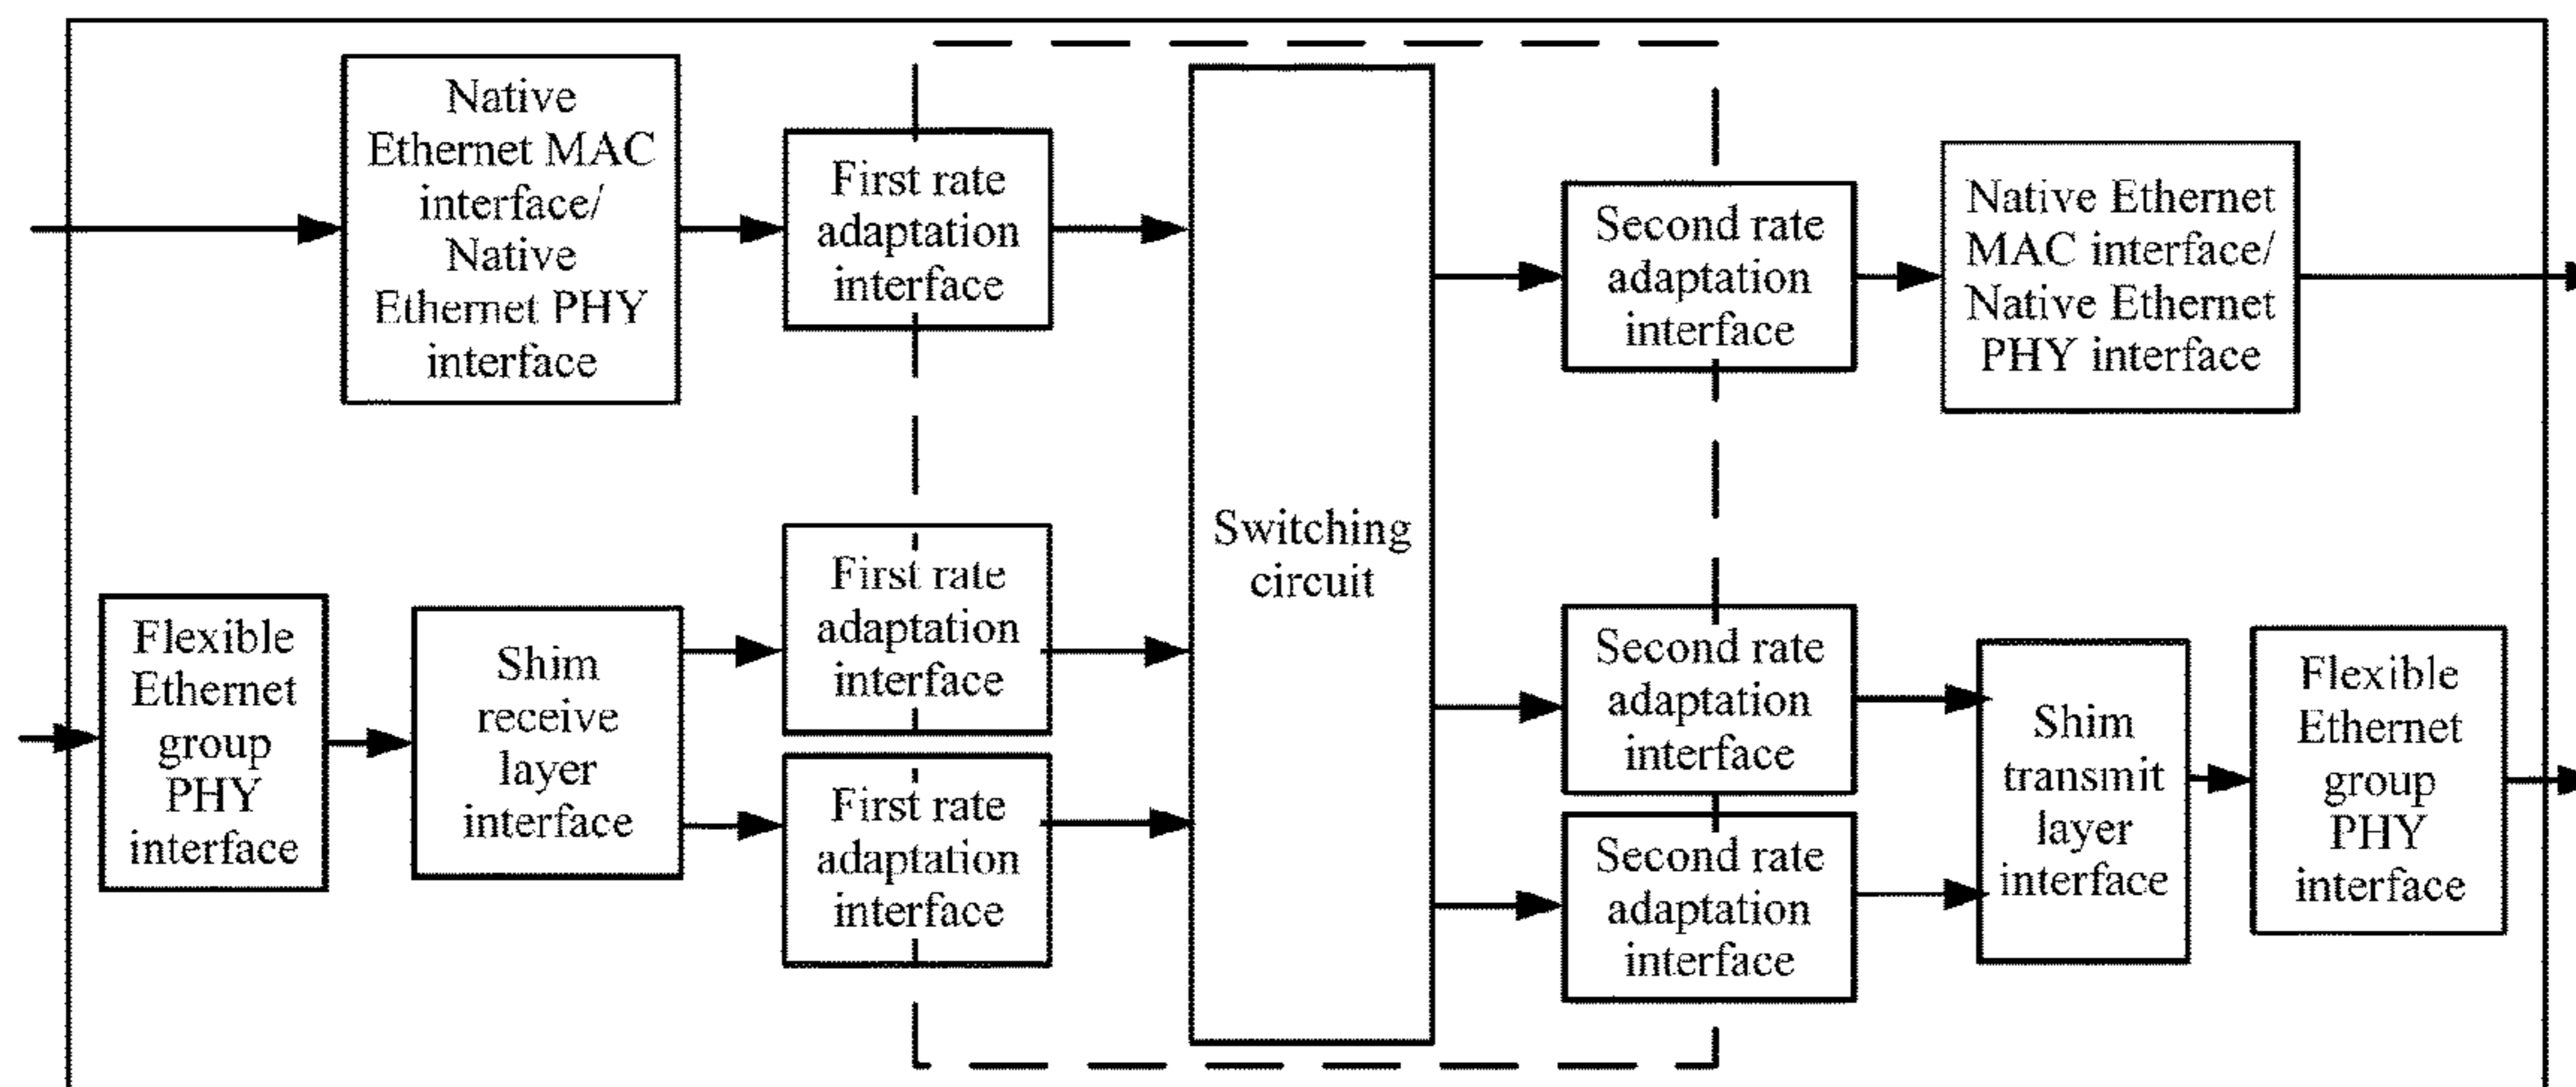 Native
Ethernet MAC
interface/
Native
Ethernet PHY
interface
First rate
adaptation
interface
Second rate
adaptation
interface
Native Ethernet
MAC interface/
Native Ethernet
PHY interface
Switching
circuit
Flexible
Ethernet
group
PHY
interface
Shim
receive
layer
interface
First rate
adaptation
interface
First rate
adaptation
interface
Second rate
adaptation
interface
Second rate
adaptation
interface
Shim
transmit
layer
interface
Flexible
Ethernet
group
PHY
interface